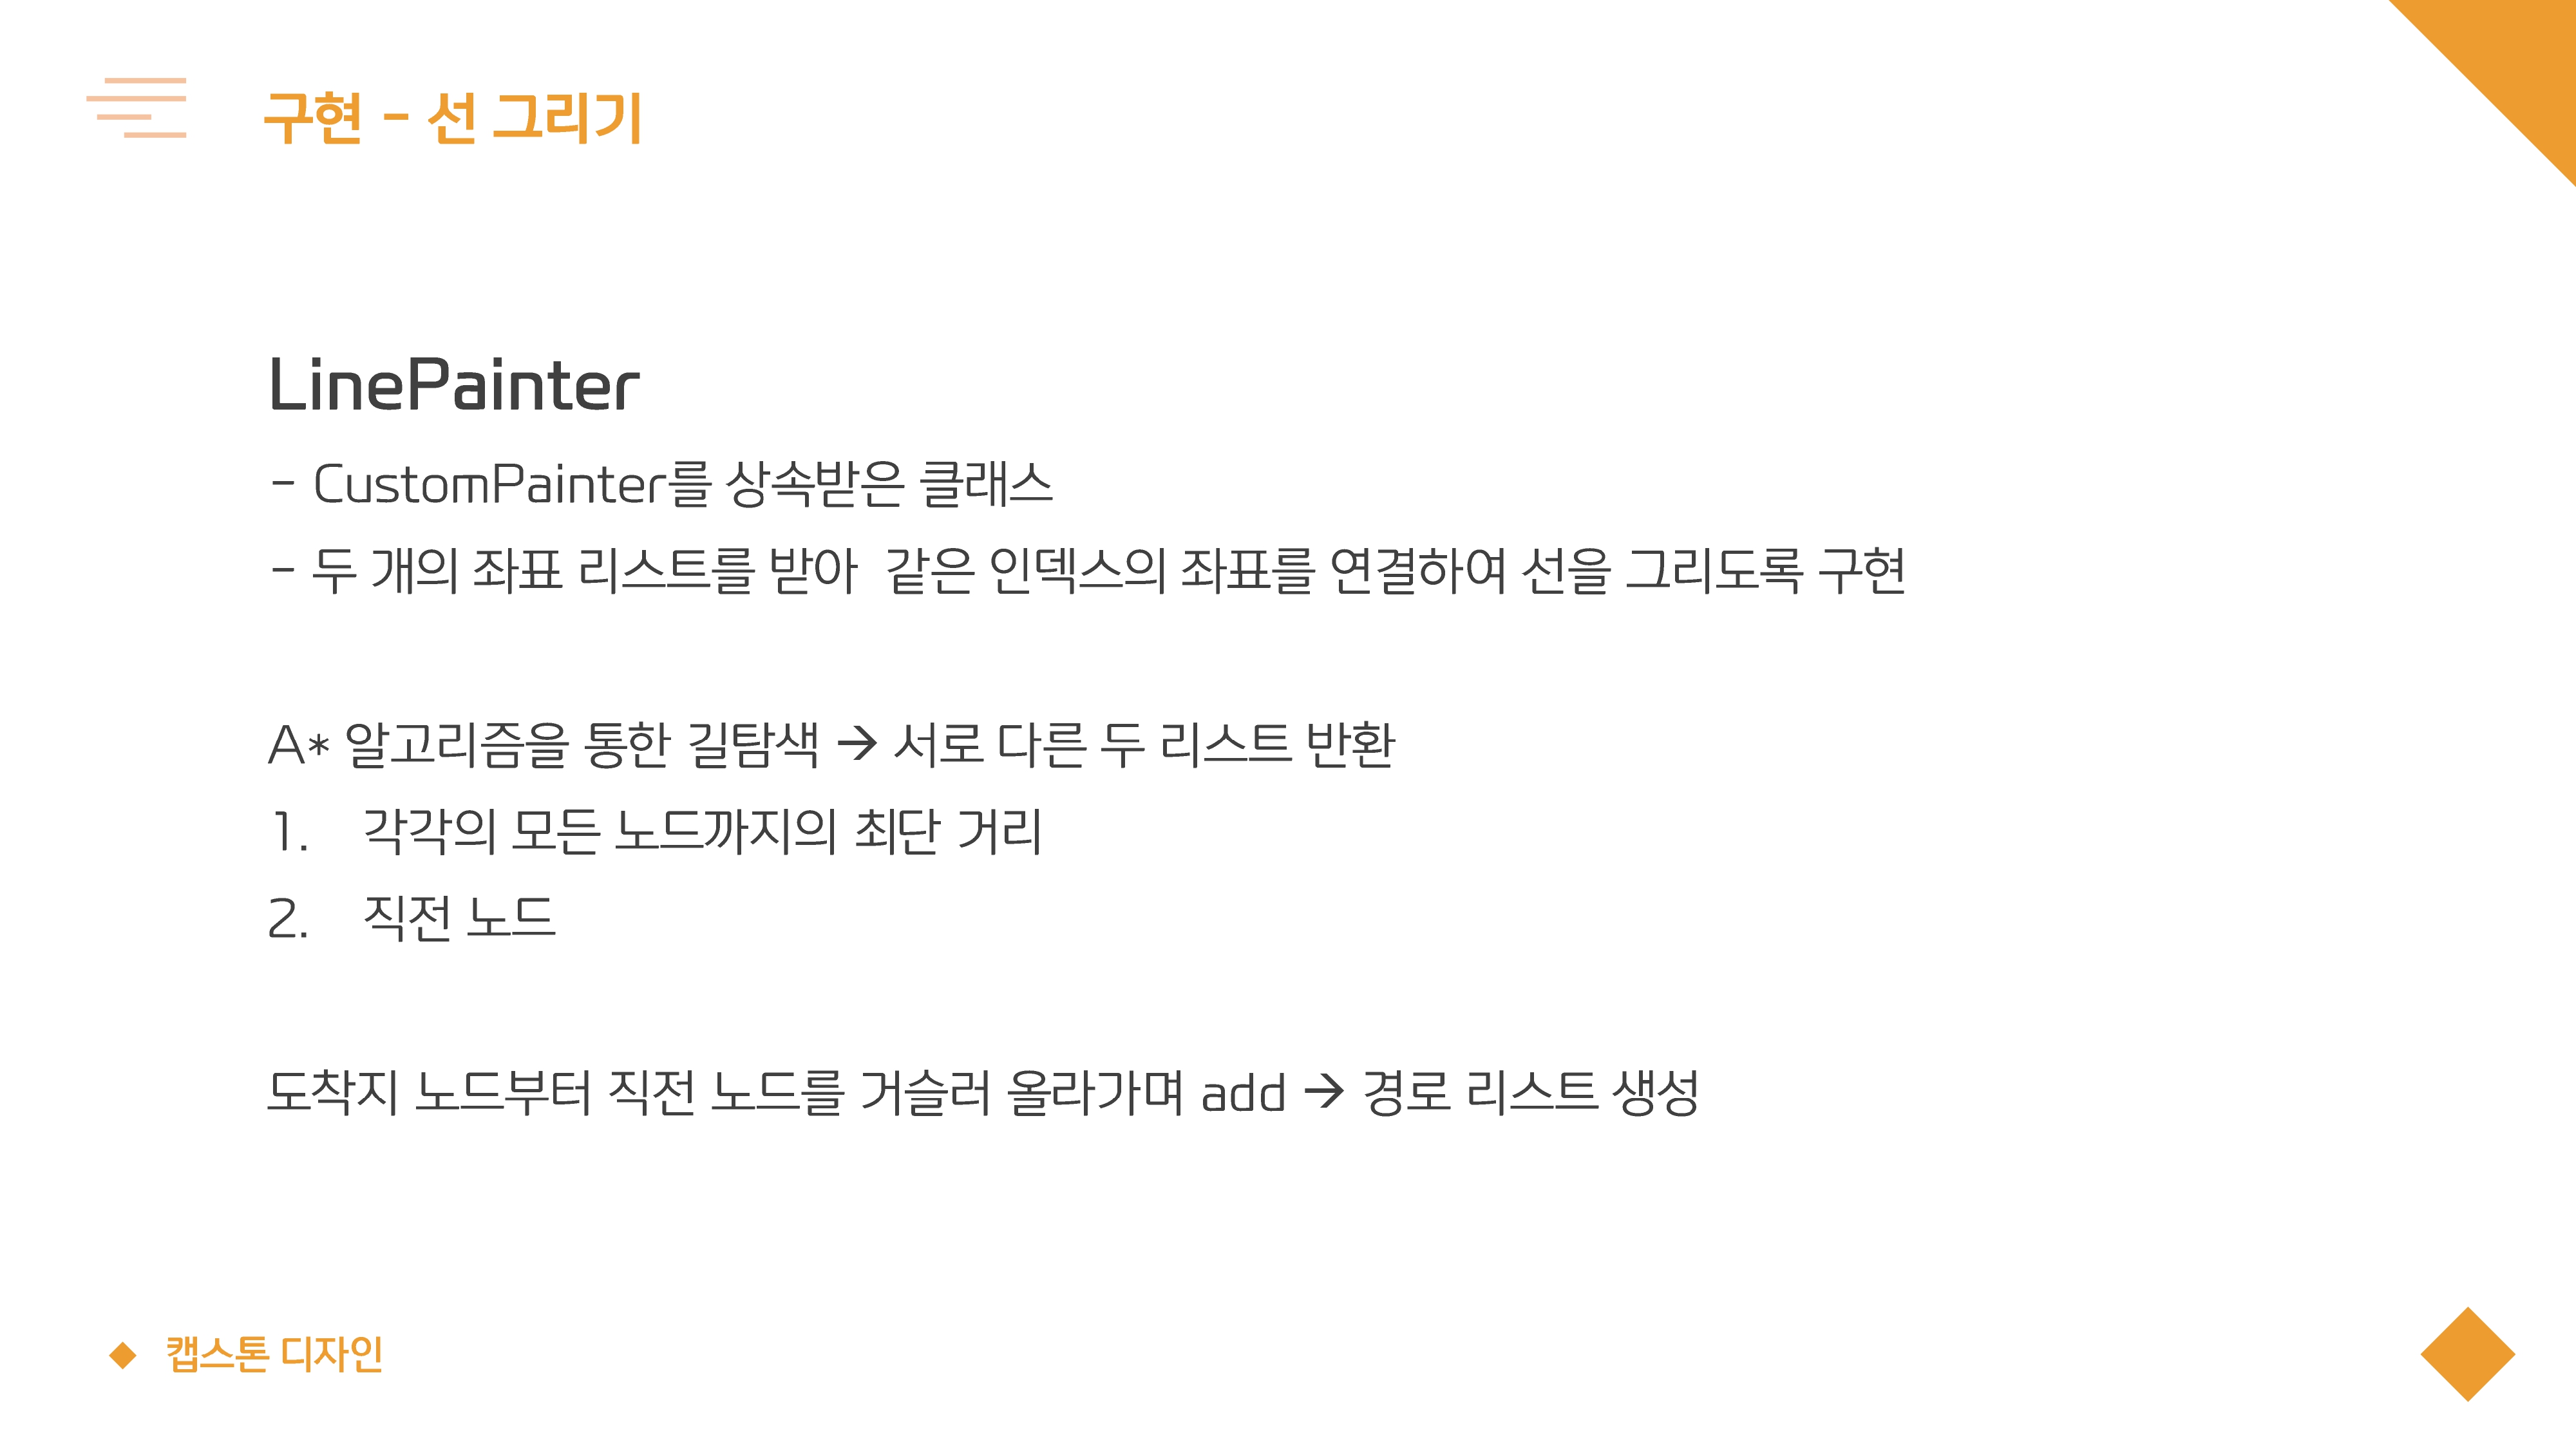 구현 - 선 그리기
LinePainter
- CustomPainter를 상속받은 클래스
- 두 개의 좌표 리스트를 받아  같은 인덱스의 좌표를 연결하여 선을 그리도록 구현
A* 알고리즘을 통한 길탐색 → 서로 다른 두 리스트 반환
1. 각각의 모든 노드까지의 최단 거리
2. 직전 노드
도착지 노드부터 직전 노드를 거슬러 올라가며 add → 경로 리스트 생성
캡스톤 디자인